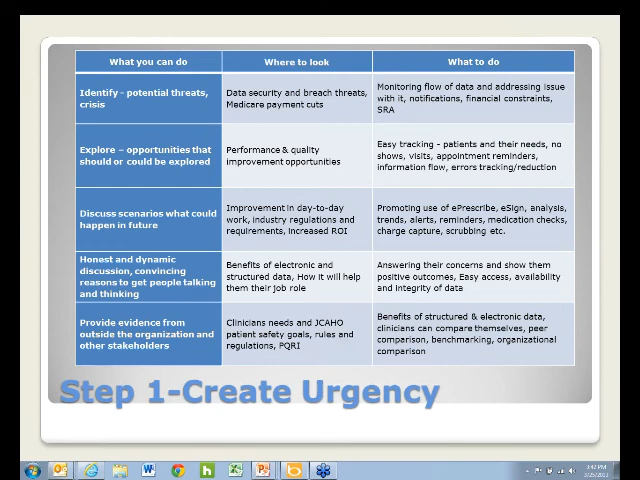 What you can do
Where to look
What to do
Identify - potential threats,
crisis
Data security and breach threats,
Medicare payment cuts
Monitoring flow of data and addressing issue
with it, notifications, financial constraints,
SRA
Explore – opportunities that
should or could be explored
Performance & quality
improvement opportunities
Easy tracking - patients and their needs, no
shows, visits, appointment reminders,
information flow, errors tracking/reduction
Discuss scenarios what could
happen in future
Improvement in day-to-day
work, industry regulations and
requirements, increased ROI
Promoting use of ePrescribe, eSign, analysis,
trends, alerts, reminders, medication checks,
charge capture, scrubbing etc.
Honest and dynamic
discussion, convincing
reasons to get people talking
and thinking
Benefits of electronic and
structured data, How it will help
them their job role
Answering their concerns and show them
positive outcomes, Easy access, availability
and integrity of data
Provide evidence from
outside the organization and
other stakeholders
Clinicians needs and JCAHO
patient safety goals, rules and
regulations, PQRI
Benefits of structured & electronic data,
clinicians can compare themselves, peer
comparison, benchmarking, organizational
comparison
Step 1-Create Urgency
3:42 PM
5/25/2011